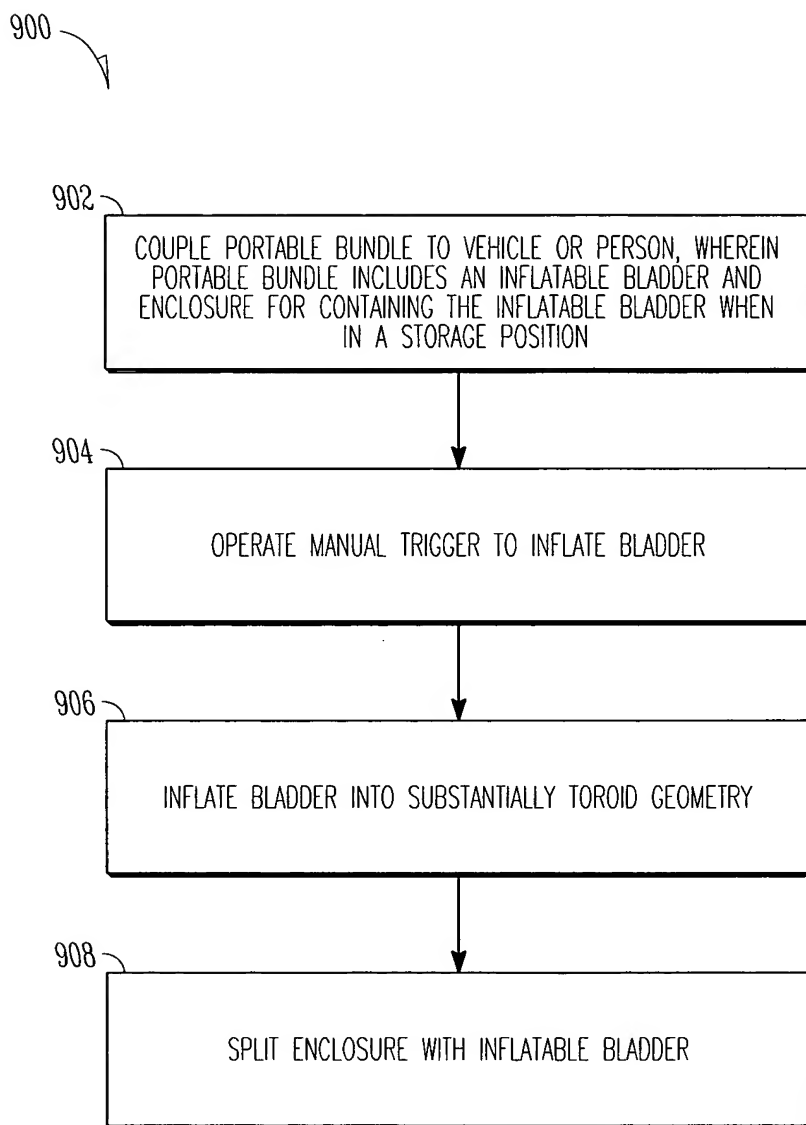 900
902
COUPLE PORTABLE BUNDLE TO VEHICLE OR PERSON, WHEREIN
PORTABLE BUNDLE INCLUDES AN INFLATABLE BLADDER AND
ENCLOSURE FOR CONTAINING THE INFLATABLE BLADDER WHEN
IN A STORAGE POSITION
904
OPERATE MANUAL TRIGGER TO INFLATE BLADDER
906
INFLATE BLADDER INTO SUBSTANTIALLY TOROID GEOMETRY
908
SPLIT ENCLOSURE WITH INFLATABLE BLADDER